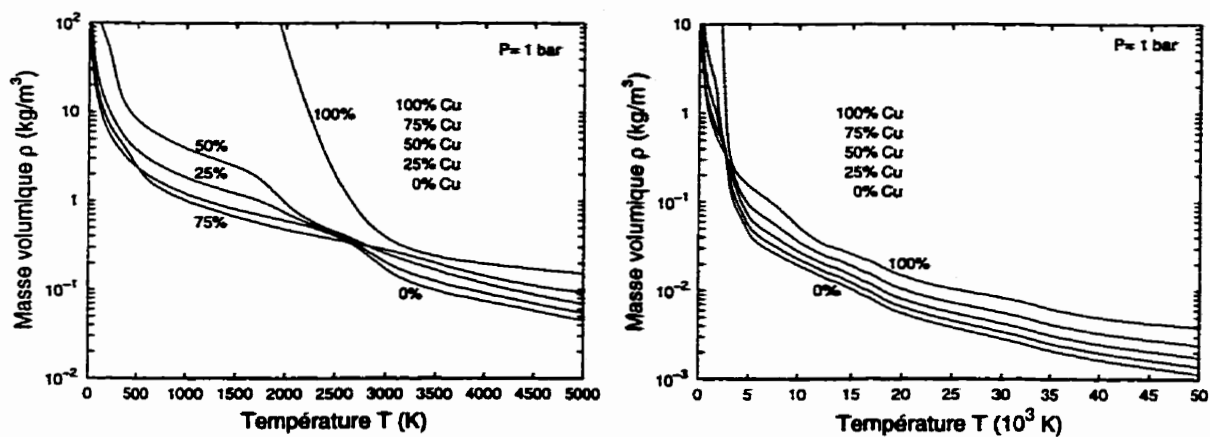 Masse volumique ρ (kg/m³)
10²
10
1
10⁻¹
10⁻²
P= 1 bar
100%
50%
25%
75%
0%
100% Cu
75% Cu
50% Cu
25% Cu
0% Cu
0 500 1000 1500 2000 2500 3000 3500 4000 4500 5000
Température T (K)
Masse volumique ρ (kg/m³)
10
1
10⁻¹
10⁻²
10⁻³
P= 1 bar
100% Cu
75% Cu
50% Cu
25% Cu
0% Cu
100%
0%
0 5 10 15 20 25 30 35 40 45 50
Température T (10³ K)